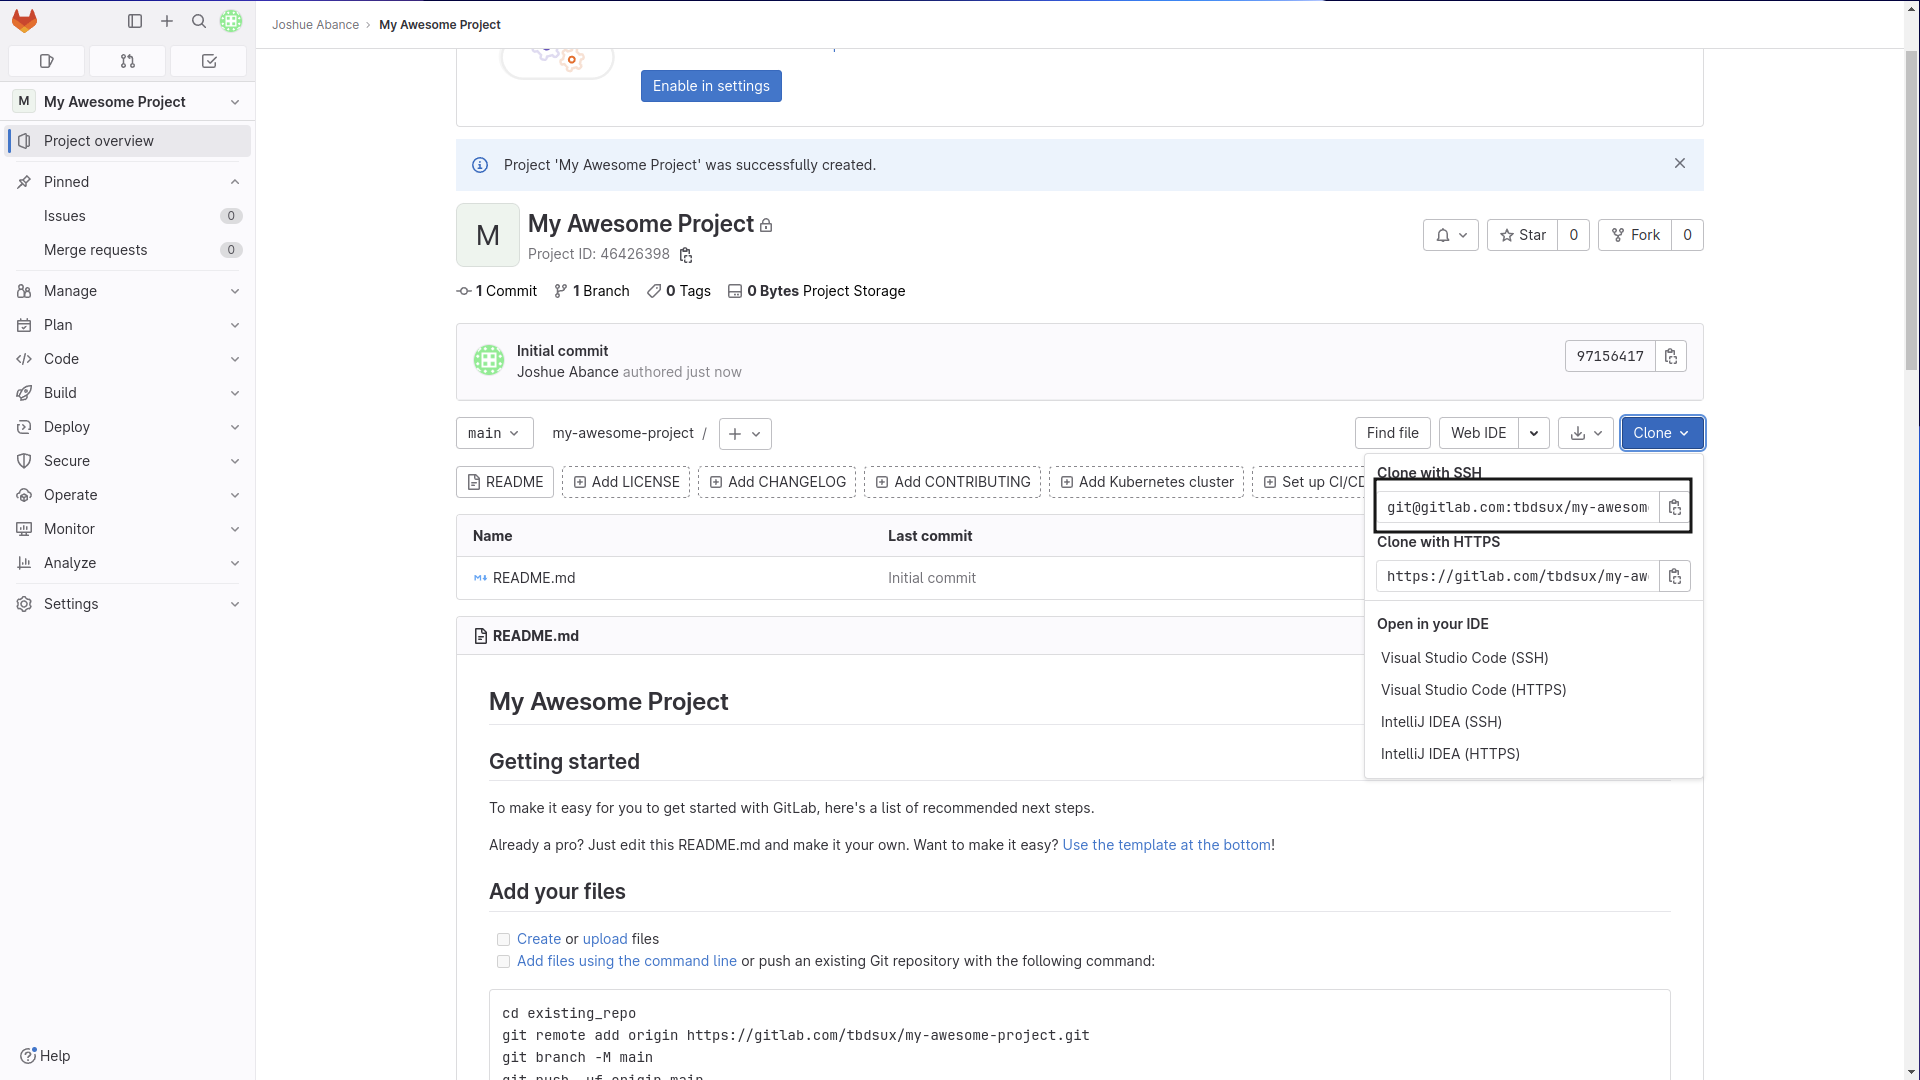 Joshue Abance › My Awesome Project
Enable in settings
M My Awesome Project
Project overview
Pinned
Issues 0
Merge requests 0
Manage
Plan
Code
Build
Deploy
Secure
Operate
Monitor
Analyze
Settings
Help
Project 'My Awesome Project' was successfully created.
M
My Awesome Project
Project ID: 46426398
Star 0
Fork 0
1 Commit 1 Branch 0 Tags 0 Bytes Project Storage
Initial commit
Joshue Abance authored just now
97156417
main my-awesome-project / +
Find file Web IDE Clone
README Add LICENSE Add CHANGELOG Add CONTRIBUTING Add Kubernetes cluster Set up CI/CD
Name Last commit
README.md Initial commit
Clone with SSH
git@gitlab.com:tbdsux/my-awesom
Clone with HTTPS
https://gitlab.com/tbdsux/my-aw
Open in your IDE
Visual Studio Code (SSH)
Visual Studio Code (HTTPS)
IntelliJ IDEA (SSH)
IntelliJ IDEA (HTTPS)
README.md
My Awesome Project
Getting started
To make it easy for you to get started with GitLab, here's a list of recommended next steps.
Already a pro? Just edit this README.md and make it your own. Want to make it easy? Use the template at the bottom!
Add your files
Create or upload files
Add files using the command line or push an existing Git repository with the following command:
cd existing_repo
git remote add origin https://gitlab.com/tbdsux/my-awesome-project.git
git branch -M main
git push -uf origin main